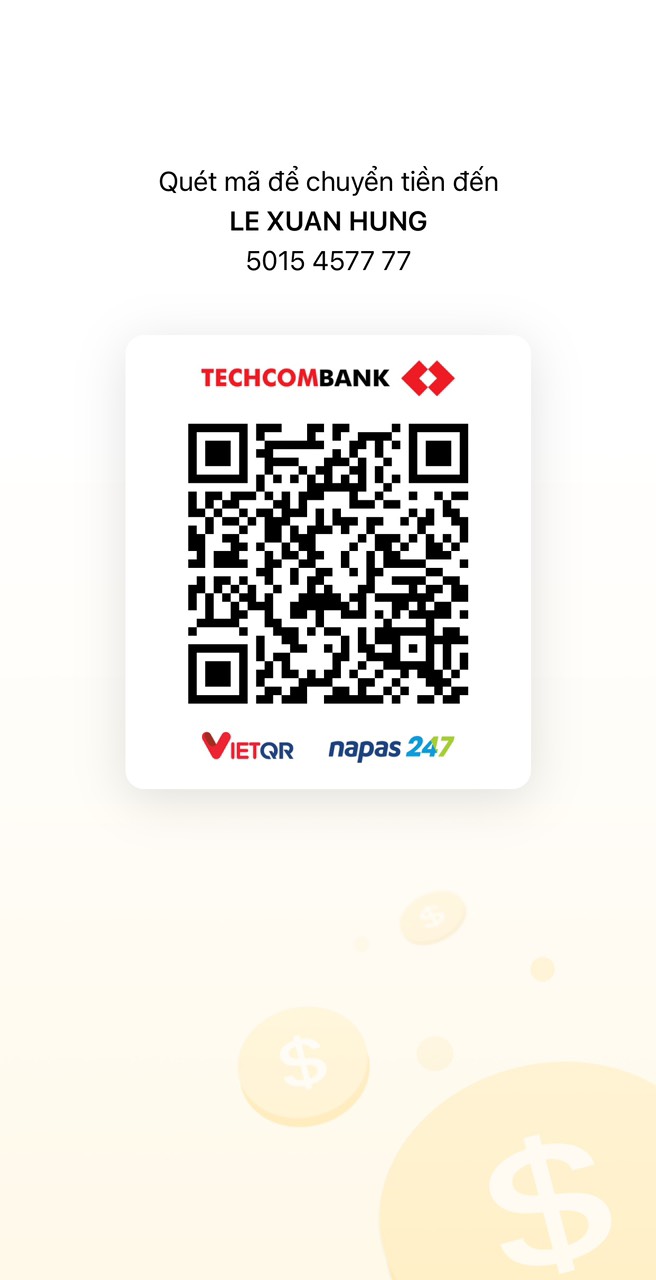 Quét mã để chuyển tiền đến
LE XUAN HUNG
5015 4577 77
TECHCOMBANK
VIETQR napas 247
$
$
$